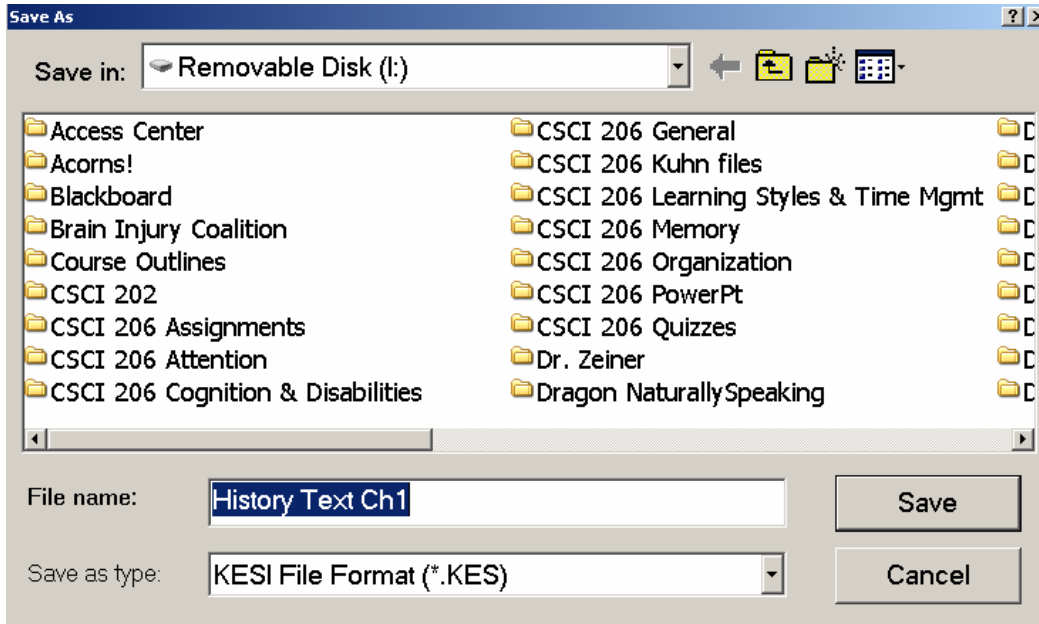 Save As
Save in: Removable Disk (I:)
Access Center
Acorns!
Blackboard
Brain Injury Coalition
Course Outlines
CSCI 202
CSCI 206 Assignments
CSCI 206 Attention
CSCI 206 Cognition & Disabilities
CSCI 206 General
CSCI 206 Kuhn files
CSCI 206 Learning Styles & Time Mgmt
CSCI 206 Memory
CSCI 206 Organization
CSCI 206 PowerPt
CSCI 206 Quizzes
Dr. Zeiner
Dragon NaturallySpeaking
File name: History Text Ch1 Save
Save as type: KESI File Format (*.KES) Cancel